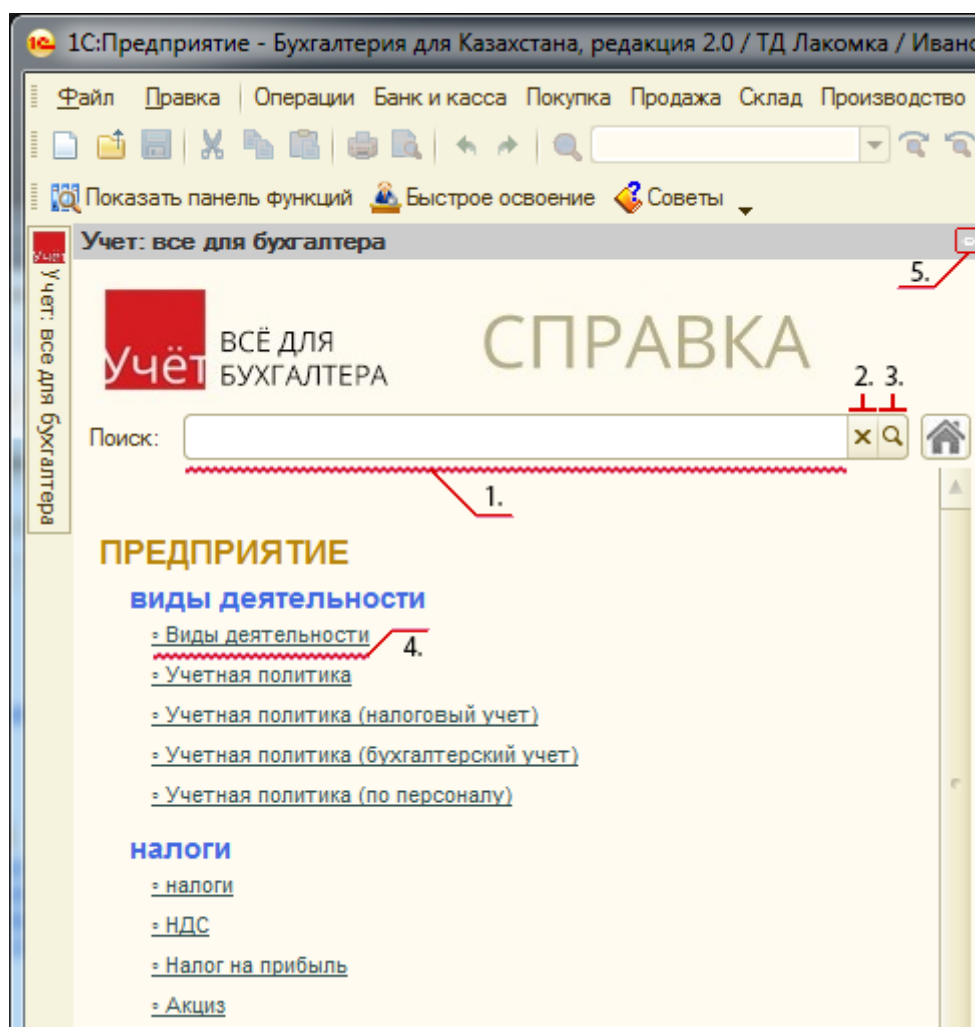 1С:Предприятие - Бухгалтерия для Казахстана, редакция 2.0 / ТД Лакомка / Ивано
Файл Правка Операции Банк и касса Покупка Продажа Склад Производство
Показать панель функций Быстрое освоение Советы
Учет: все для бухгалтера
Учёт Учет: все для бухгалтера
5.
Учёт ВСЁ ДЛЯ
БУХГАЛТЕРА
СПРАВКА
2. 3.
Поиск:
1.
ПРЕДПРИЯТИЕ
виды деятельности
Виды деятельности
4.
Учетная политика
Учетная политика (налоговый учет)
Учетная политика (бухгалтерский учет)
Учетная политика (по персоналу)
налоги
налоги
НДС
Налог на прибыль
Акциз